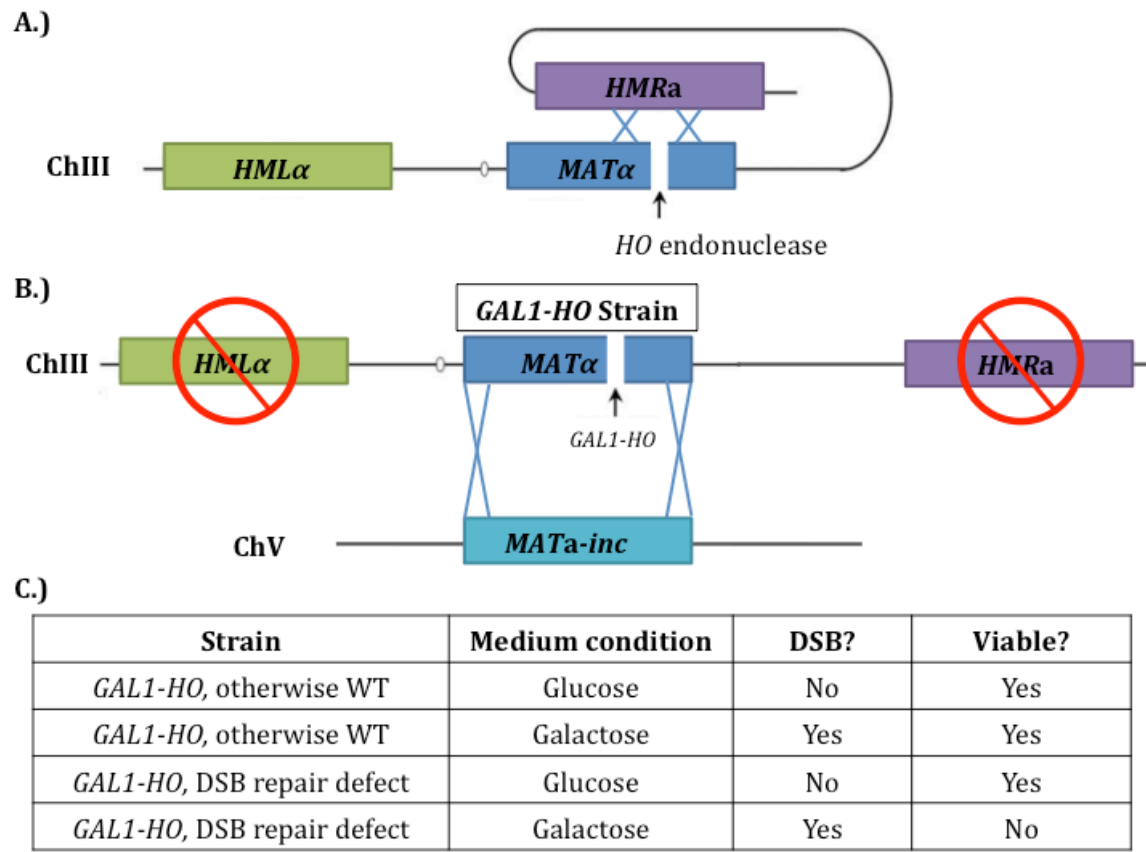 A.)
HMRa
ChIII
HMLα
MATα
HO endonuclease
B.)
GAL1-HO Strain
ChIII
HMLα
MATα
HMRa
GAL1-HO
ChV
MATa-inc
C.)
Strain Medium condition DSB? Viable?
GAL1-HO, otherwise WT Glucose No Yes
GAL1-HO, otherwise WT Galactose Yes Yes
GAL1-HO, DSB repair defect Glucose No Yes
GAL1-HO, DSB repair defect Galactose Yes No